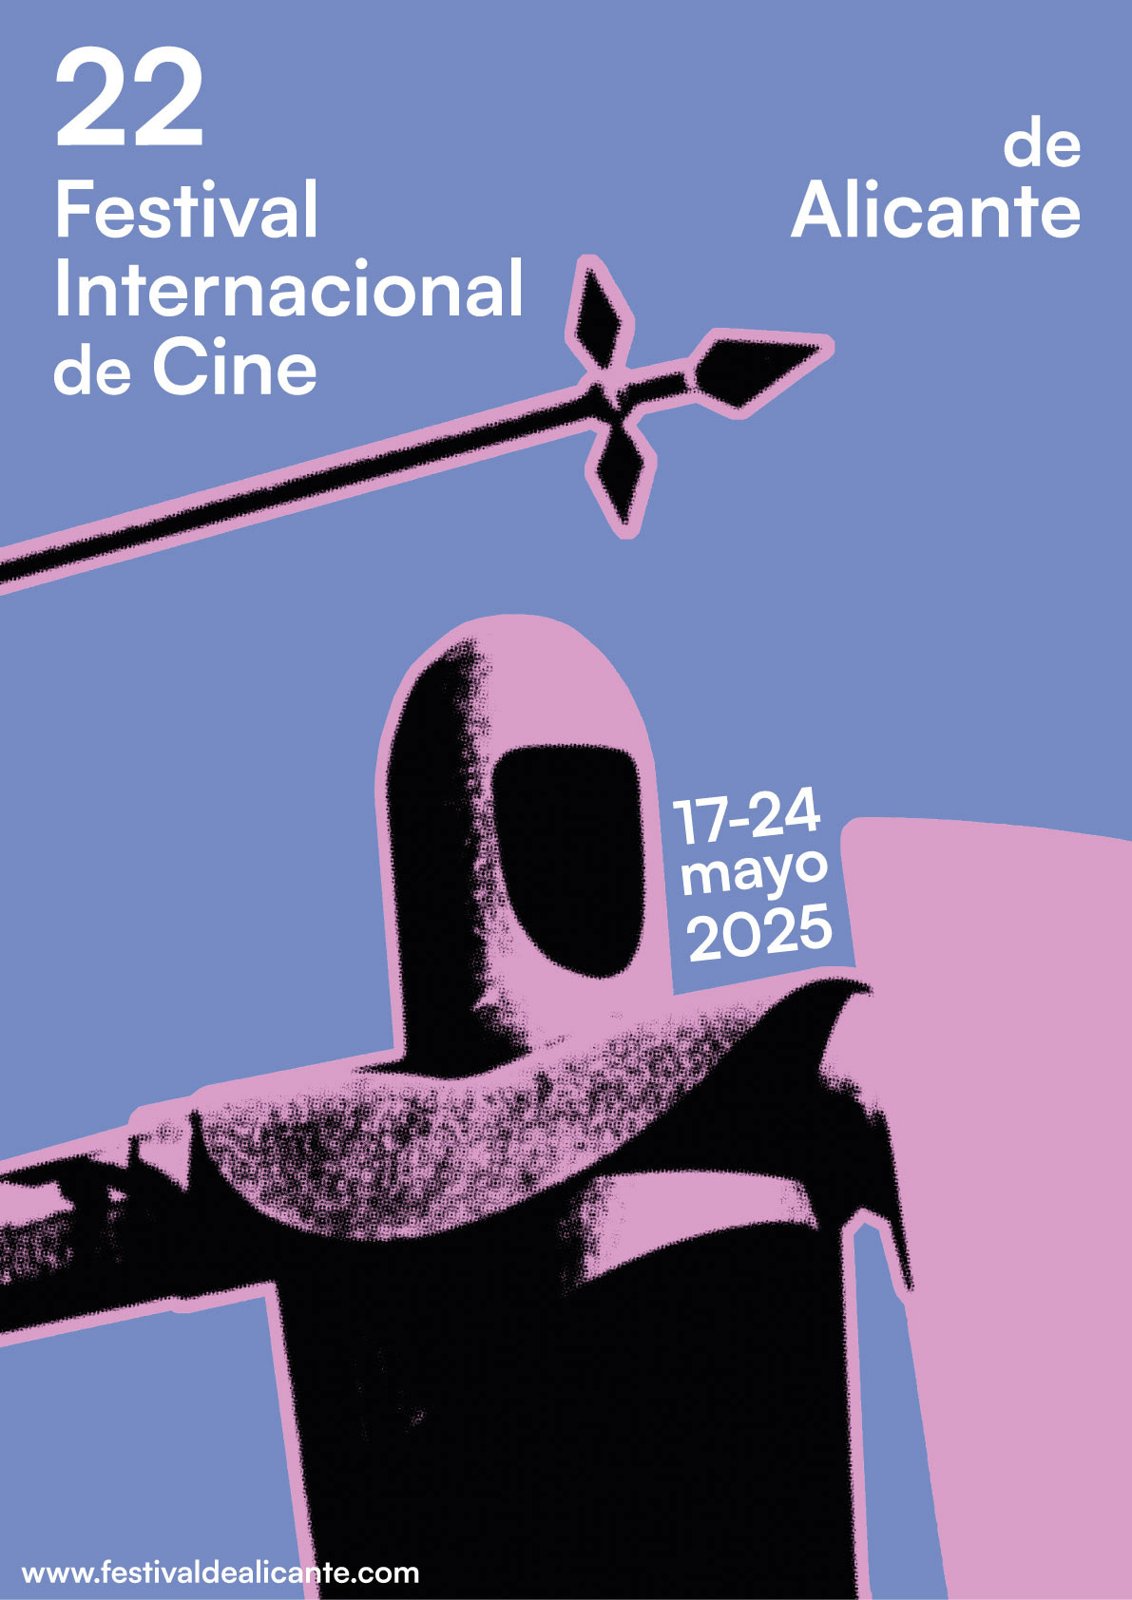 22
Festival
Internacional
de Cine
de
Alicante
17-24
mayo
2025
www.festivaldealicante.com